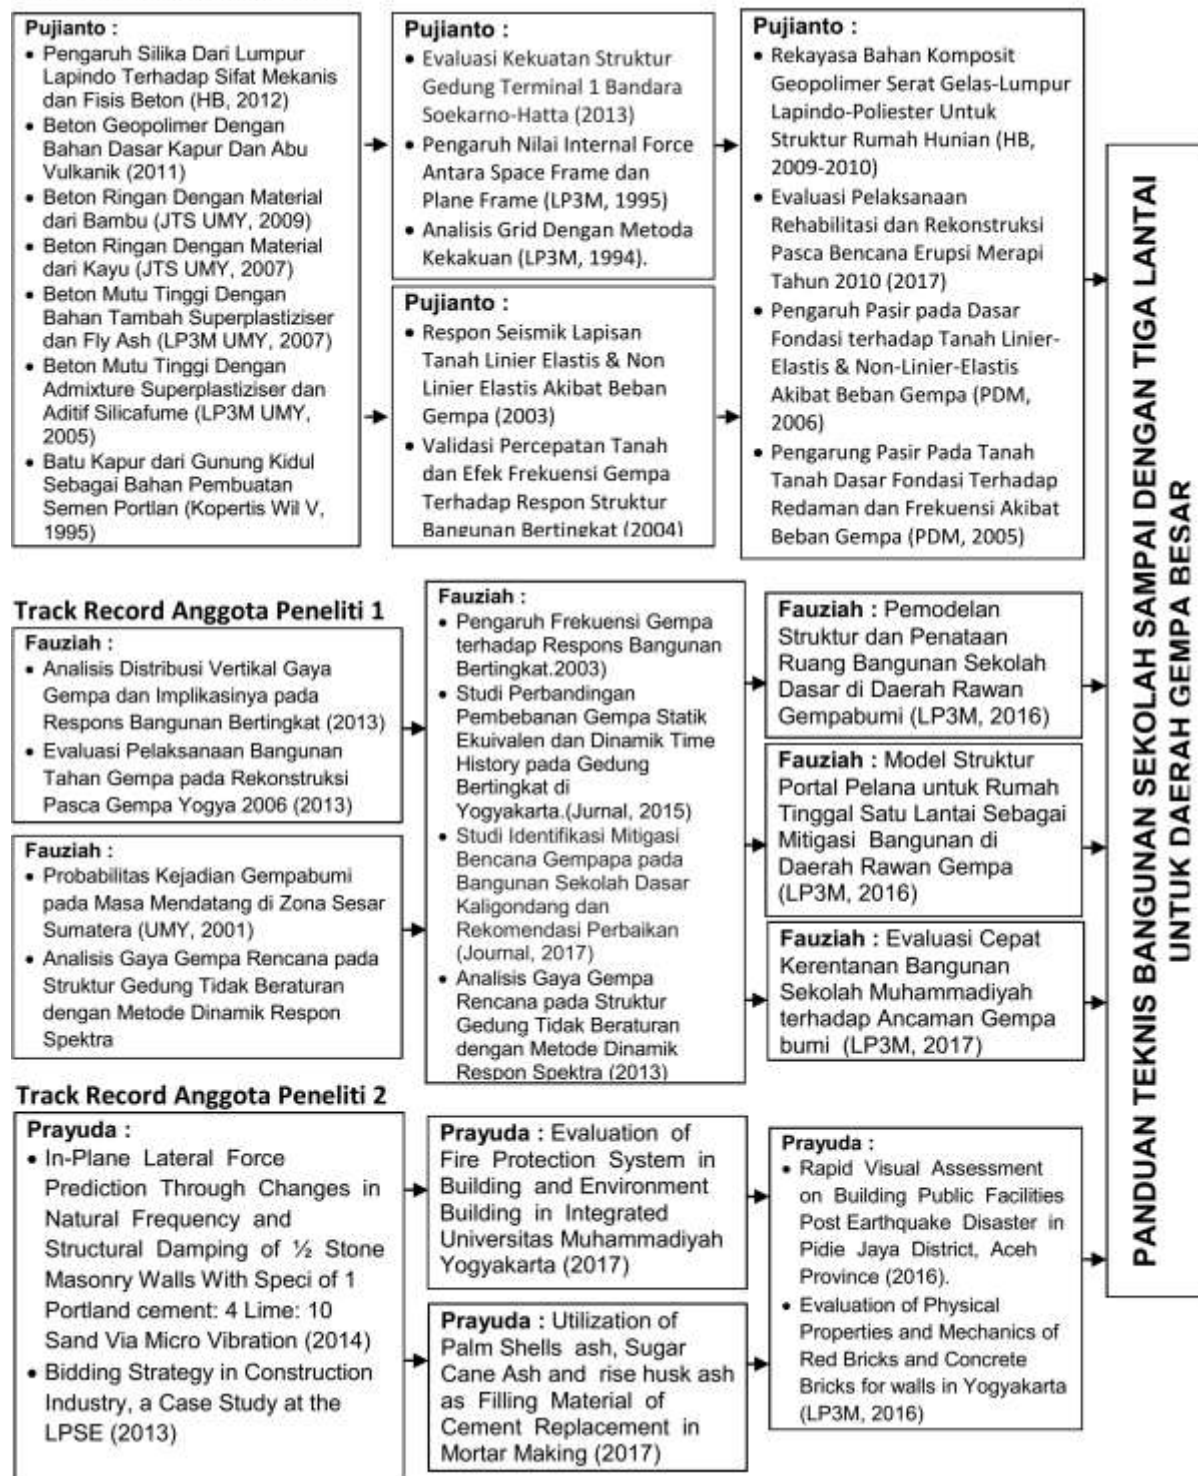 Pujianto :
• Pengaruh Silika Dari Lumpur
Lapindo Terhadap Sifat Mekanis
dan Fisis Beton (HB, 2012)
• Beton Geopolimer Dengan
Bahan Dasar Kapur Dan Abu
Vulkanik (2011)
• Beton Ringan Dengan Material
dari Bambu (JTS UMY, 2009)
• Beton Ringan Dengan Material
dari Kayu (JTS UMY, 2007)
• Beton Mutu Tinggi Dengan
Bahan Tambah Superplastiziser
dan Fly Ash (LP3M UMY, 2007)
• Beton Mutu Tinggi Dengan
Admixture Superplastiziser dan
Aditif Silicafume (LP3M UMY,
2005)
• Batu Kapur dari Gunung Kidul
Sebagai Bahan Pembuatan
Semen Portlan (Kopertis Wil V,
1995)
Pujianto :
• Evaluasi Kekuatan Struktur
Gedung Terminal 1 Bandara
Soekarno-Hatta (2013)
• Pengaruh Nilai Internal Force
Antara Space Frame dan
Plane Frame (LP3M, 1995)
• Analisis Grid Dengan Metoda
Kekakuan (LP3M, 1994).
Pujianto :
• Respon Seismik Lapisan
Tanah Linier Elastis & Non
Linier Elastis Akibat Beban
Gempa (2003)
• Validasi Percepatan Tanah
dan Efek Frekuensi Gempa
Terhadap Respon Struktur
Bangunan Bertingkat (2004)
Pujianto :
• Rekayasa Bahan Komposit
Geopolimer Serat Gelas-Lumpur
Lapindo-Poliester Untuk
Struktur Rumah Hunian (HB,
2009-2010)
• Evaluasi Pelaksanaan
Rehabilitasi dan Rekonstruksi
Pasca Bencana Erupsi Merapi
Tahun 2010 (2017)
• Pengaruh Pasir pada Dasar
Fondasi terhadap Tanah Linier-
Elastis & Non-Linier-Elastis
Akibat Beban Gempa (PDM,
2006)
• Pengarung Pasir Pada Tanah
Tanah Dasar Fondasi Terhadap
Redaman dan Frekuensi Akibat
Beban Gempa (PDM, 2005)
Track Record Anggota Peneliti 1
Fauziah :
• Analisis Distribusi Vertikal Gaya
Gempa dan Implikasinya pada
Respons Bangunan Bertingkat (2013)
• Evaluasi Pelaksanaan Bangunan
Tahan Gempa pada Rekonstruksi
Pasca Gempa Yogya 2006 (2013)
Fauziah :
• Probabilitas Kejadian Gempabumi
pada Masa Mendatang di Zona Sesar
Sumatera (UMY, 2001)
• Analisis Gaya Gempa Rencana pada
Struktur Gedung Tidak Beraturan
dengan Metode Dinamik Respon
Spektra
Fauziah :
• Pengaruh Frekuensi Gempa
terhadap Respons Bangunan
Bertingkat.2003)
• Studi Perbandingan
Pembebanan Gempa Statik
Ekuivalen dan Dinamik Time
History pada Gedung
Bertingkat di
Yogyakarta.(Jurnal, 2015)
• Studi Identifikasi Mitigasi
Bencana Gempapa pada
Bangunan Sekolah Dasar
Kaligondang dan
Rekomendasi Perbaikan
(Journal, 2017)
• Analisis Gaya Gempa
Rencana pada Struktur
Gedung Tidak Beraturan
dengan Metode Dinamik
Respon Spektra (2013)
Fauziah : Pemodelan
Struktur dan Penataan
Ruang Bangunan Sekolah
Dasar di Daerah Rawan
Gempabumi (LP3M, 2016)
Fauziah : Model Struktur
Portal Pelana untuk Rumah
Tinggal Satu Lantai Sebagai
Mitigasi Bangunan di
Daerah Rawan Gempa
(LP3M, 2016)
Fauziah : Evaluasi Cepat
Kerentanan Bangunan
Sekolah Muhammadiyah
terhadap Ancaman Gempa
bumi (LP3M, 2017)
Track Record Anggota Peneliti 2
Prayuda :
• In-Plane Lateral Force
Prediction Through Changes in
Natural Frequency and
Structural Damping of ½ Stone
Masonry Walls With Speci of 1
Portland cement: 4 Lime: 10
Sand Via Micro Vibration (2014)
• Bidding Strategy in Construction
Industry, a Case Study at the
LPSE (2013)
Prayuda : Evaluation of
Fire Protection System in
Building and Environment
Building in Integrated
Universitas Muhammadiyah
Yogyakarta (2017)
Prayuda : Utilization of
Palm Shells ash, Sugar
Cane Ash and rise husk ash
as Filling Material of
Cement Replacement in
Mortar Making (2017)
Prayuda :
• Rapid Visual Assessment
on Building Public Facilities
Post Earthquake Disaster in
Pidie Jaya District, Aceh
Province (2016).
• Evaluation of Physical
Properties and Mechanics of
Red Bricks and Concrete
Bricks for walls in Yogyakarta
(LP3M, 2016)
PANDUAN TEKNIS BANGUNAN SEKOLAH SAMPAI DENGAN TIGA LANTAI
UNTUK DAERAH GEMPA BESAR